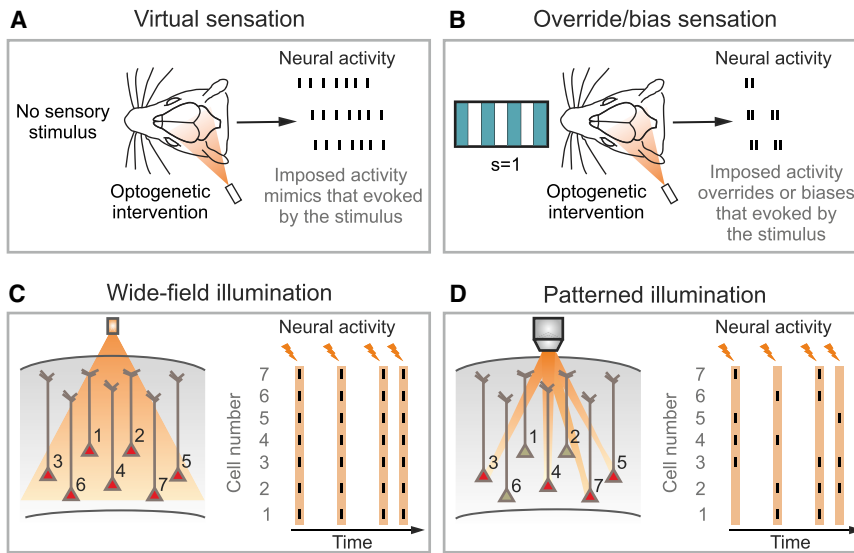 A
Virtual sensation
No sensory
stimulus
Optogenetic
intervention
Neural activity
Imposed activity
mimics that evoked
by the stimulus
B
Override/bias sensation
s=1
Optogenetic
intervention
Neural activity
Imposed activity
overrides or biases
that evoked by
the stimulus
C
Wide-field illumination
1
2
3
4
5
6
7
Neural activity
Cell number
7
6
5
4
3
2
1
Time
D
Patterned illumination
1
2
3
4
5
6
7
Neural activity
Cell number
7
6
5
4
3
2
1
Time